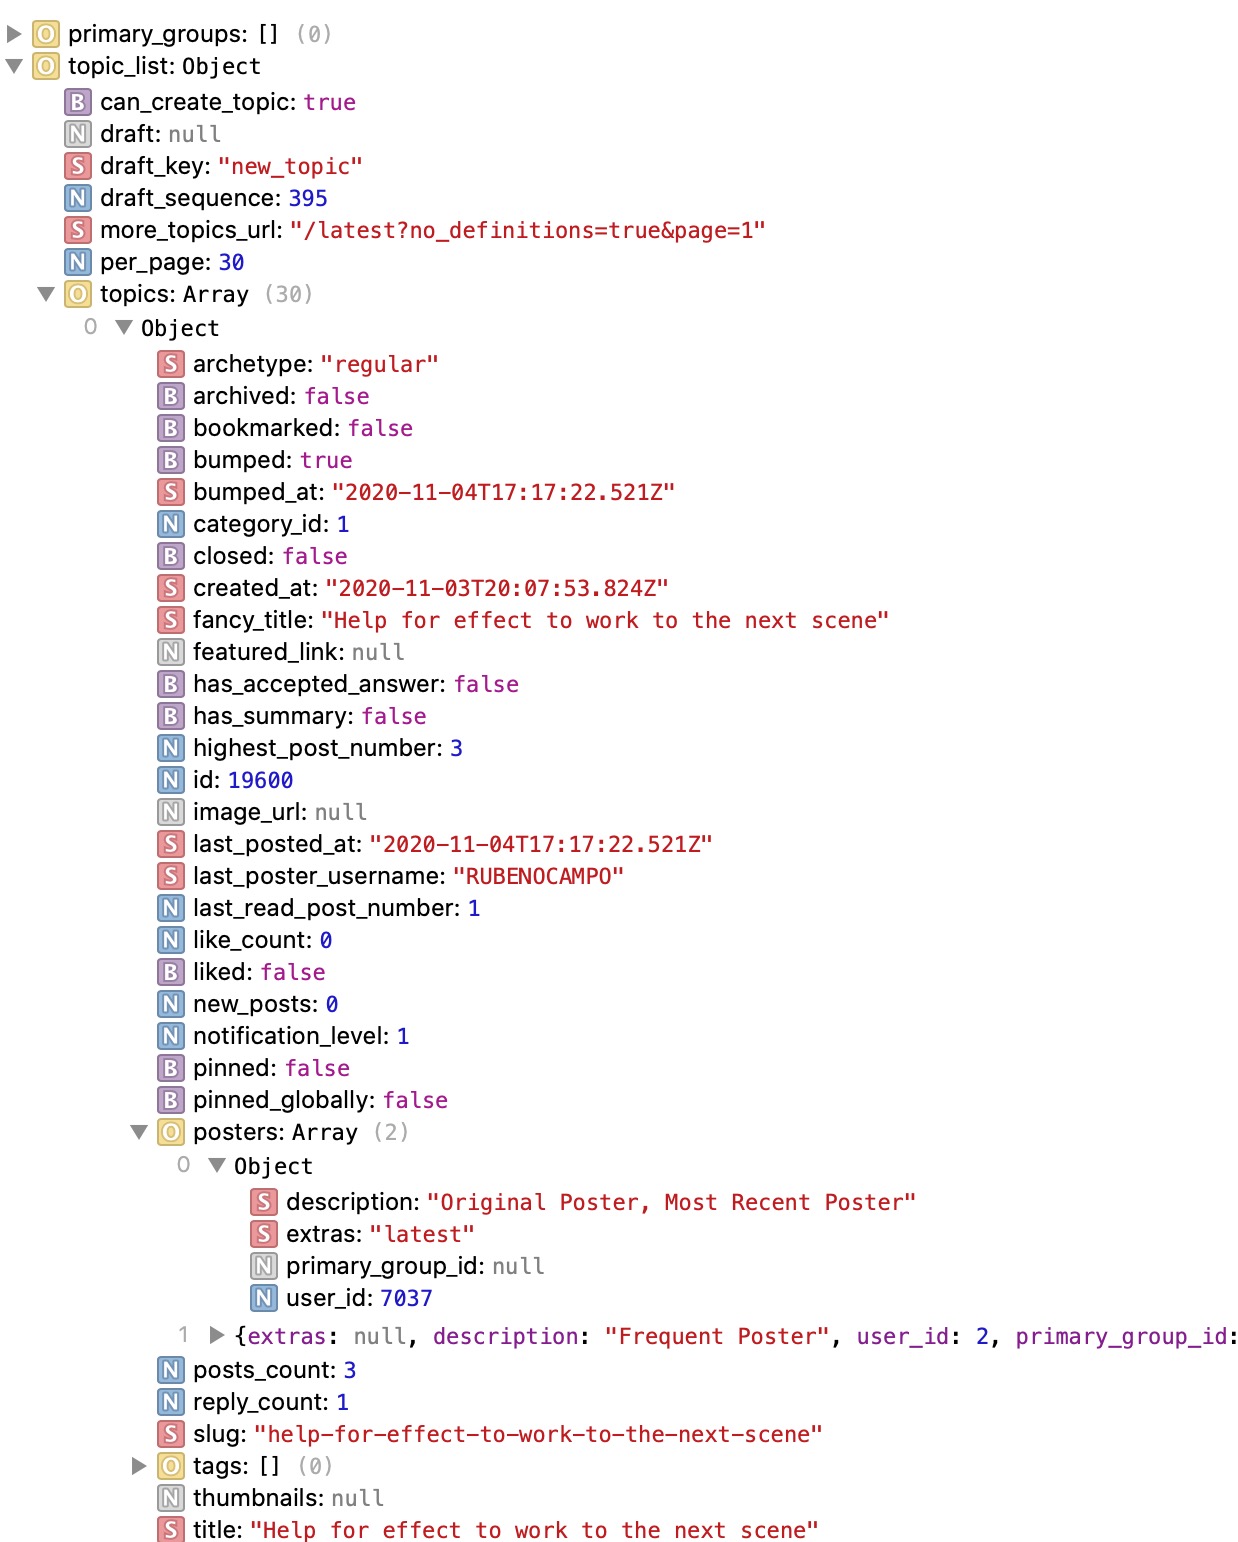 O primary_groups: [] (0)
O topic_list: Object
B can_create_topic: true
N draft: null
S draft_key: "new_topic"
N draft_sequence: 395
S more_topics_url: "/latest?no_definitions=true&page=1"
N per_page: 30
O topics: Array (30)
0 Object
S archetype: "regular"
B archived: false
B bookmarked: false
B bumped: true
S bumped_at: "2020-11-04T17:17:22.521Z"
N category_id: 1
B closed: false
S created_at: "2020-11-03T20:07:53.824Z"
S fancy_title: "Help for effect to work to the next scene"
N featured_link: null
B has_accepted_answer: false
B has_summary: false
N highest_post_number: 3
N id: 19600
N image_url: null
S last_posted_at: "2020-11-04T17:17:22.521Z"
S last_poster_username: "RUBENOCAMPO"
N last_read_post_number: 1
N like_count: 0
B liked: false
N new_posts: 0
N notification_level: 1
B pinned: false
B pinned_globally: false
O posters: Array (2)
0 Object
S description: "Original Poster, Most Recent Poster"
S extras: "latest"
N primary_group_id: null
N user_id: 7037
1 {extras: null, description: "Frequent Poster", user_id: 2, primary_group_id:
N posts_count: 3
N reply_count: 1
S slug: "help-for-effect-to-work-to-the-next-scene"
O tags: [] (0)
N thumbnails: null
S title: "Help for effect to work to the next scene"